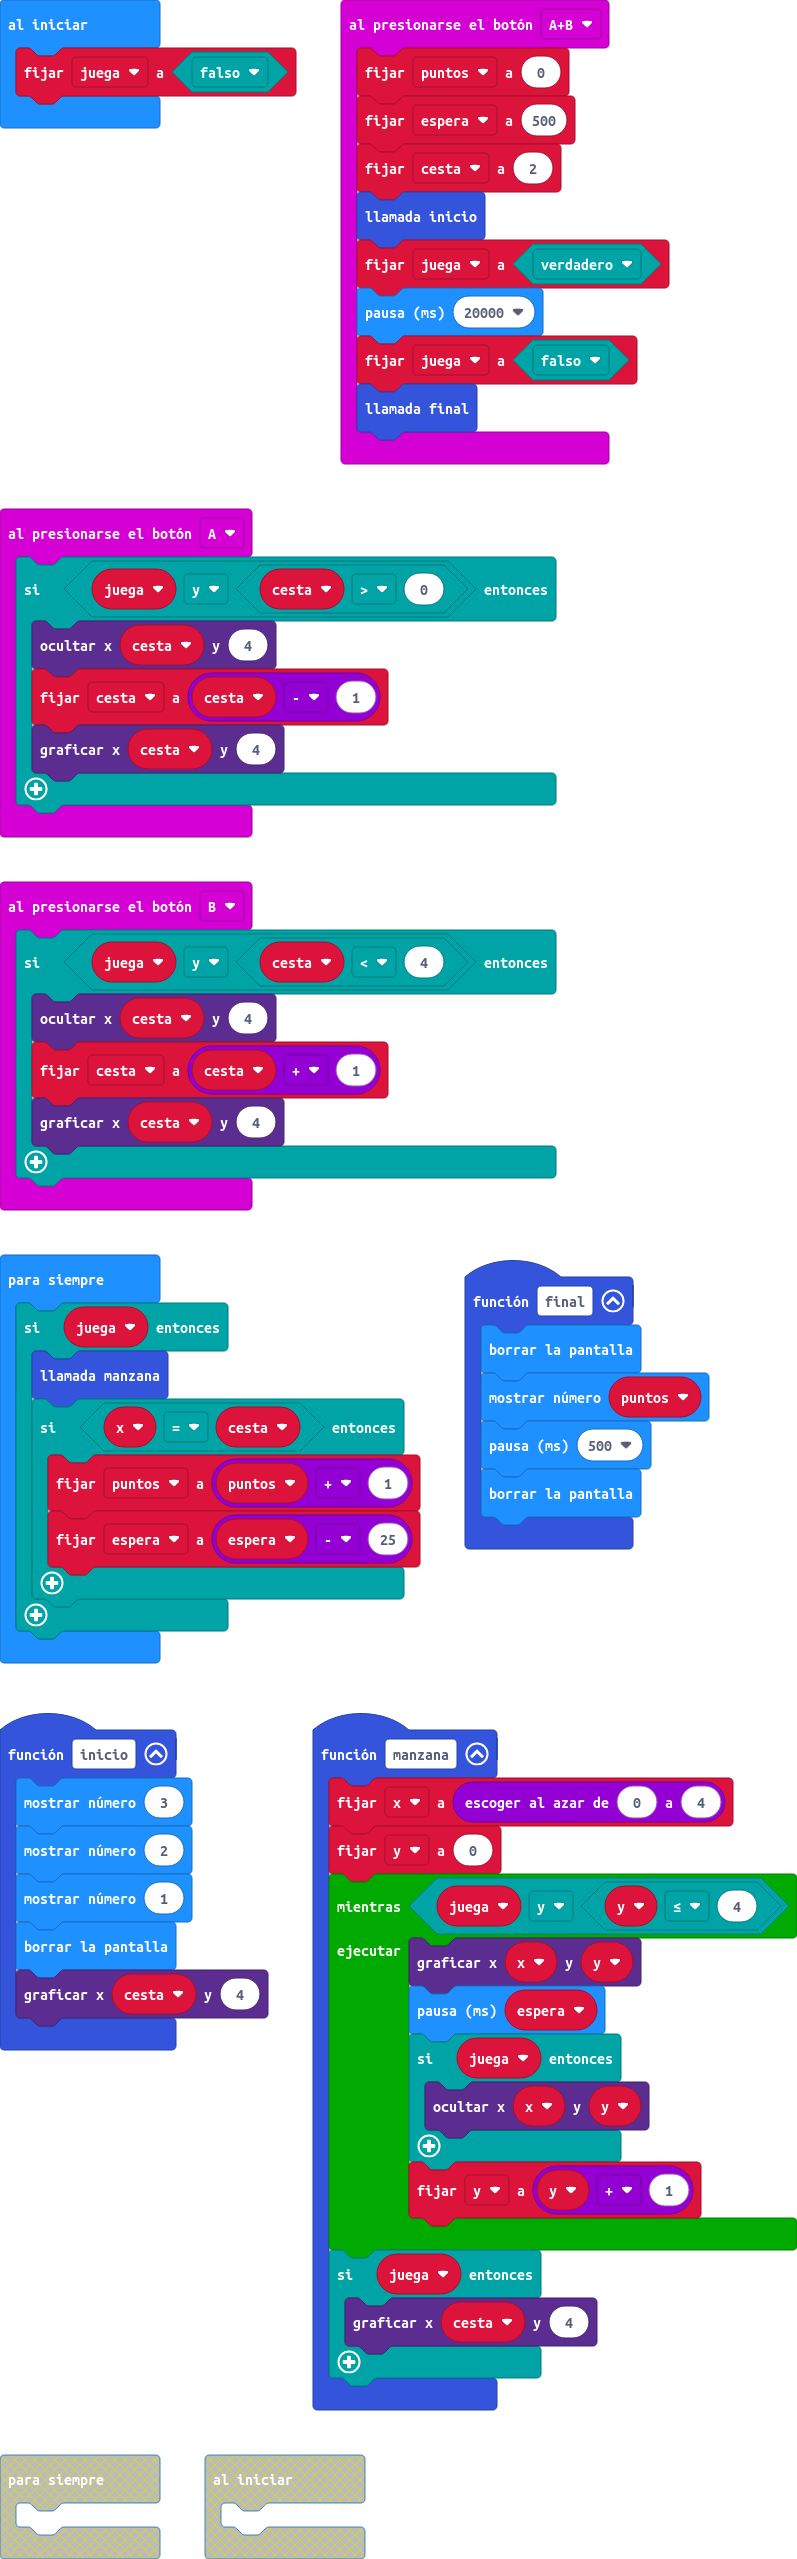 al iniciar
fijar juega a falso
al presionarse el botón A+B
fijar puntos a 0
fijar espera a 500
fijar cesta a 2
llamada inicio
fijar juega a verdadero
pausa (ms) 20000
fijar juega a falso
llamada final
al presionarse el botón A
si juega y cesta > 0 entonces
ocultar x cesta y 4
fijar cesta a cesta - 1
graficar x cesta y 4
al presionarse el botón B
si juega y cesta < 4 entonces
ocultar x cesta y 4
fijar cesta a cesta + 1
graficar x cesta y 4
para siempre
si juega entonces
llamada manzana
si x = cesta entonces
fijar puntos a puntos + 1
fijar espera a espera - 25
función final
borrar la pantalla
mostrar número puntos
pausa (ms) 500
borrar la pantalla
función inicio
mostrar número 3
mostrar número 2
mostrar número 1
borrar la pantalla
graficar x cesta y 4
función manzana
fijar x a escoger al azar de 0 a 4
fijar y a 0
mientras juega y y ≤ 4
ejecutar
graficar x x y y
pausa (ms) espera
si juega entonces
ocultar x x y y
fijar y a y + 1
si juega entonces
graficar x cesta y 4
para siempre
al iniciar